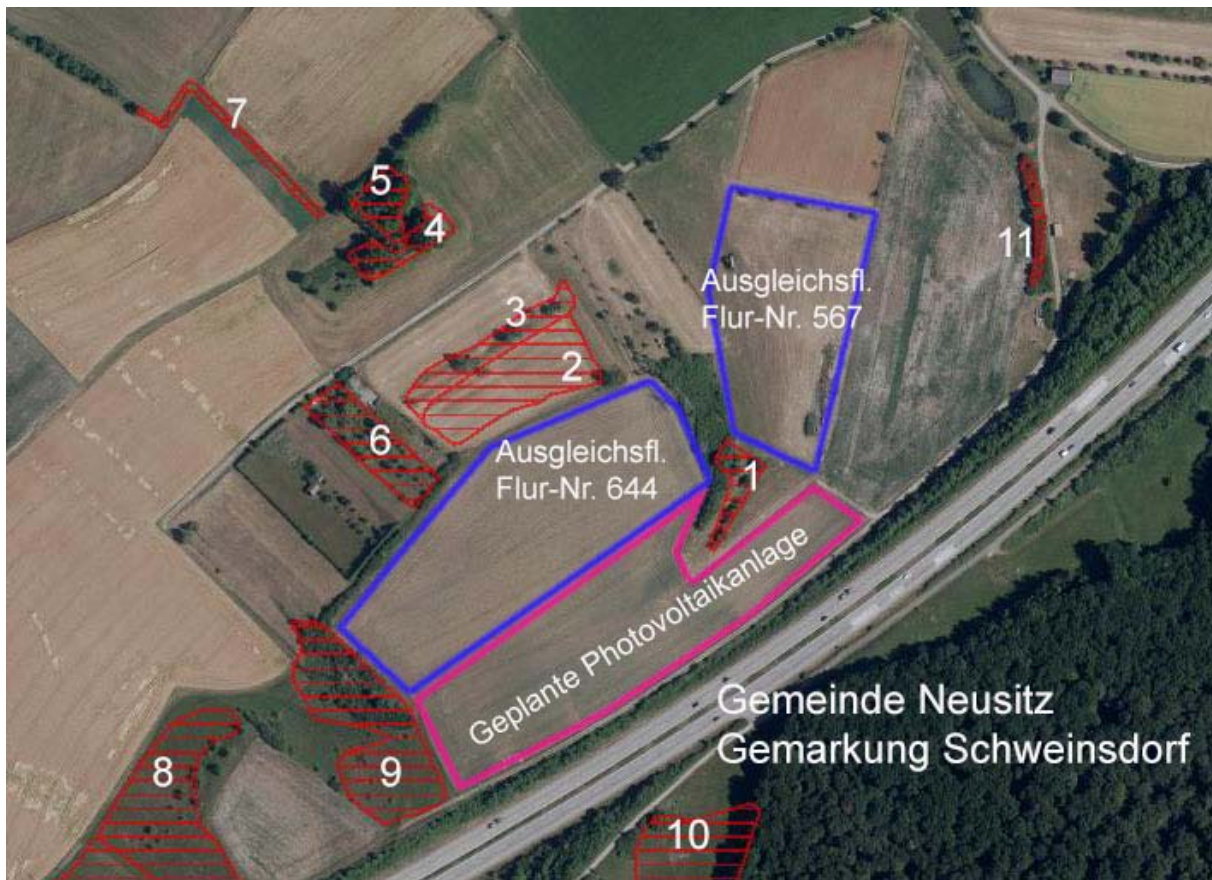 7
5
4
11
Ausgleichsfl.
Flur-Nr. 567
3
2
6
Ausgleichsfl.
Flur-Nr. 644
1
Geplante Photovoltaikanlage
Gemeinde Neusitz
Gemarkung Schweinsdorf
8
9
10